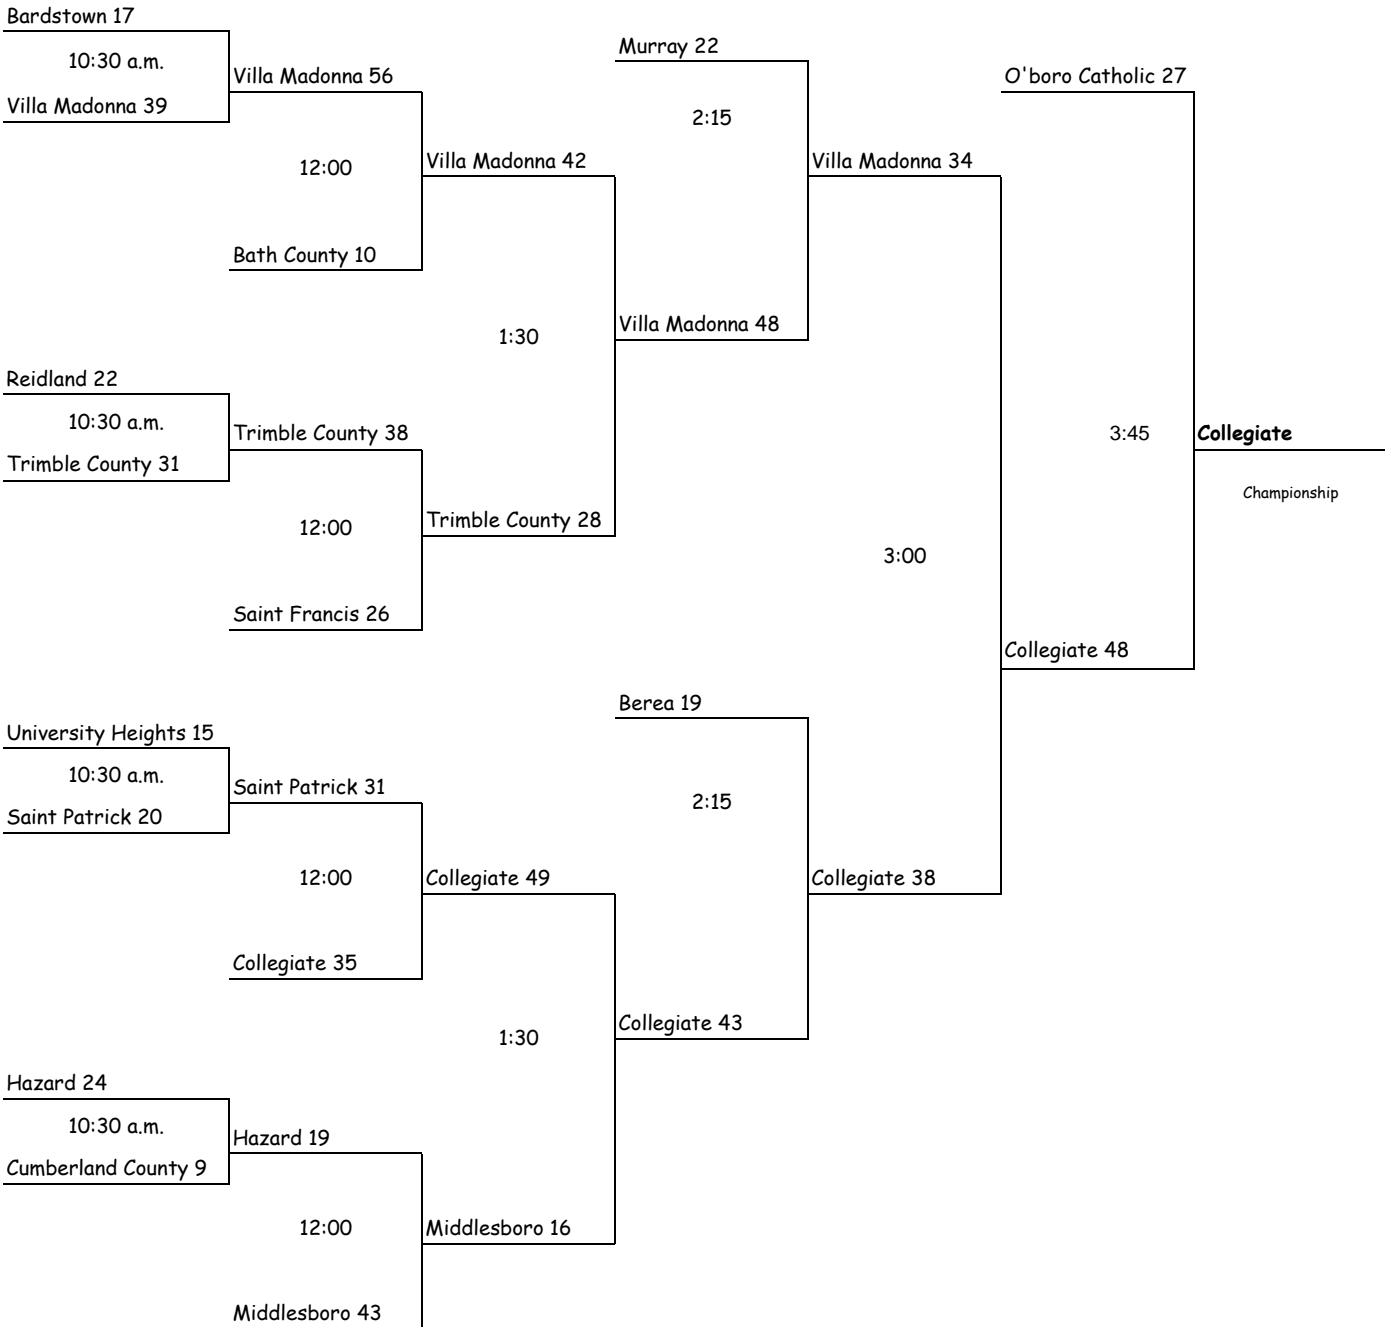 Bardstown 17
10:30 a.m.
Villa Madonna 39
Villa Madonna 56
12:00
Bath County 10
Villa Madonna 42
1:30
Reidland 22
10:30 a.m.
Trimble County 31
Trimble County 38
12:00
Saint Francis 26
Trimble County 28
Murray 22
2:15
Villa Madonna 48
Villa Madonna 34
3:00
University Heights 15
10:30 a.m.
Saint Patrick 20
Saint Patrick 31
12:00
Collegiate 35
Collegiate 49
1:30
Hazard 24
10:30 a.m.
Cumberland County 9
Hazard 19
12:00
Middlesboro 43
Middlesboro 16
Berea 19
2:15
Collegiate 43
Collegiate 38
O'boro Catholic 27
3:45
Collegiate 48
Collegiate
Championship